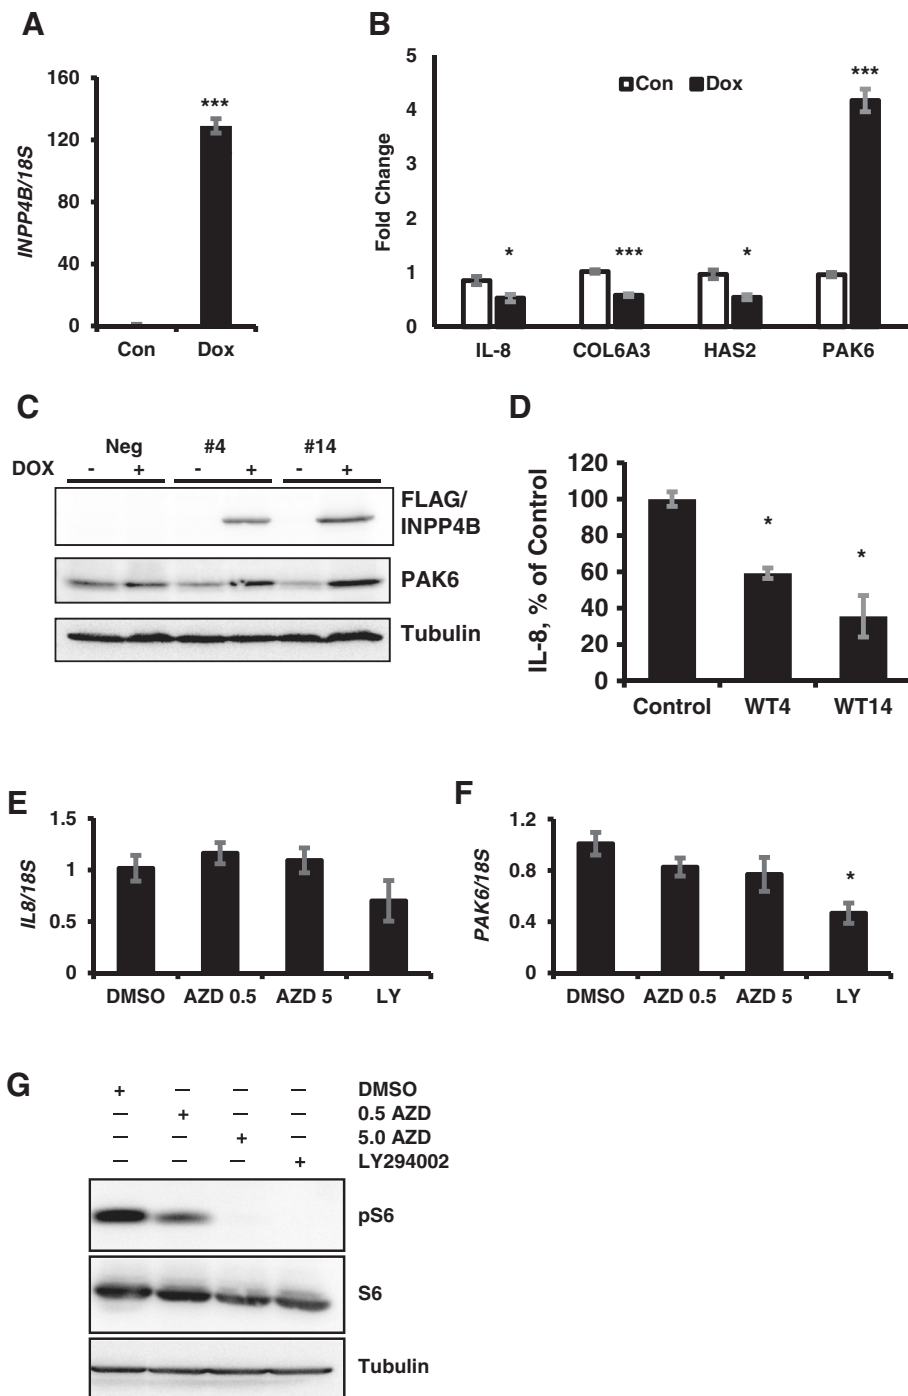 A
INPP4B/18S
160
120
80
40
0
***
Con
Dox
B
Fold Change
5
4
3
2
1
0
Con
Dox
*
***
*
***
IL-8
COL6A3
HAS2
PAK6
C
Neg #4 #14
DOX - + - + - +
FLAG/
INPP4B
PAK6
Tubulin
D
IL-8, % of Control
120
100
80
60
40
20
0
*
*
Control
WT4
WT14
E
IL8/18S
1.5
1
0.5
0
DMSO
AZD 0.5
AZD 5
LY
F
PAK6/18S
1.2
0.8
0.4
0
*
DMSO
AZD 0.5
AZD 5
LY
G
+ — — — DMSO
— + — — 0.5 AZD
— — + — 5.0 AZD
— — — + LY294002
pS6
S6
Tubulin